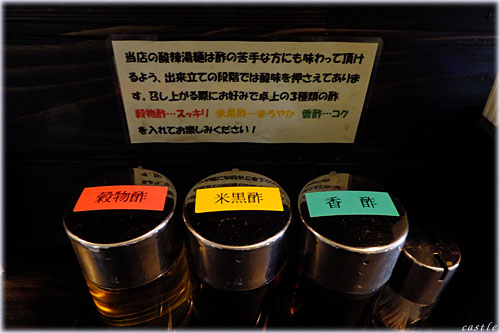 当店の酸辣湯麺は酢の苦手な方にも味わって頂け
るよう、出来立ての段階では酸味を押さえてありま
す。召し上がる際にお好みで卓上の3種類の酢
穀物酢…スッキリ 米黒酢…まろやか 香酢…コク
を入れてお楽しみください！
穀物酢
米黒酢
香 酢
castle